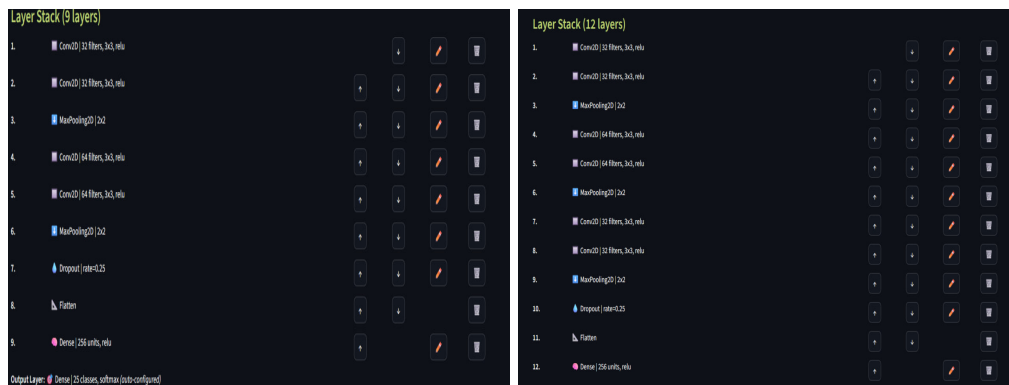 Layer Stack (9 layers)
1. Conv2D | 32 filters, 3x3, relu
2. Conv2D | 32 filters, 3x3, relu
3. MaxPooling2D | 2x2
4. Conv2D | 64 filters, 3x3, relu
5. Conv2D | 64 filters, 3x3, relu
6. MaxPooling2D | 2x2
7. Dropout | rate=0.25
8. Flatten
9. Dense | 256 units, relu
Output Layer: Dense | 25 classes, softmax (auto-configured)
Layer Stack (12 layers)
1. Conv2D | 32 filters, 3x3, relu
2. Conv2D | 32 filters, 3x3, relu
3. MaxPooling2D | 2x2
4. Conv2D | 64 filters, 3x3, relu
5. Conv2D | 64 filters, 3x3, relu
6. MaxPooling2D | 2x2
7. Conv2D | 32 filters, 3x3, relu
8. Conv2D | 32 filters, 3x3, relu
9. MaxPooling2D | 2x2
10. Dropout | rate=0.25
11. Flatten
12. Dense | 256 units, relu